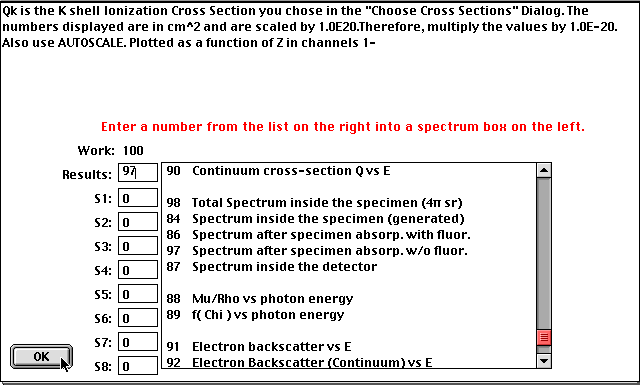 Qk is the K shell Ionization Cross Section you chose in the "Choose Cross Sections" Dialog. The
numbers displayed are in cm^2 and are scaled by 1.0E20.Therefore, multiply the values by 1.0E-20.
Also use AUTOSCALE. Plotted as a function of Z in channels 1-
Enter a number from the list on the right into a spectrum box on the left.
Work: 100
Results: 97
S1: 0
S2: 0
S3: 0
S4: 0
S5: 0
S6: 0
S7: 0
S8: 0
90 Continuum cross-section Q vs E
98 Total Spectrum inside the specimen (4π sr)
84 Spectrum inside the specimen (generated)
86 Spectrum after specimen absorp. with fluor.
97 Spectrum after specimen absorp. w/o fluor.
87 Spectrum inside the detector
88 Mu/Rho vs photon energy
89 f( Chi ) vs photon energy
91 Electron backscatter vs E
92 Electron Backscatter (Continuum) vs E
OK